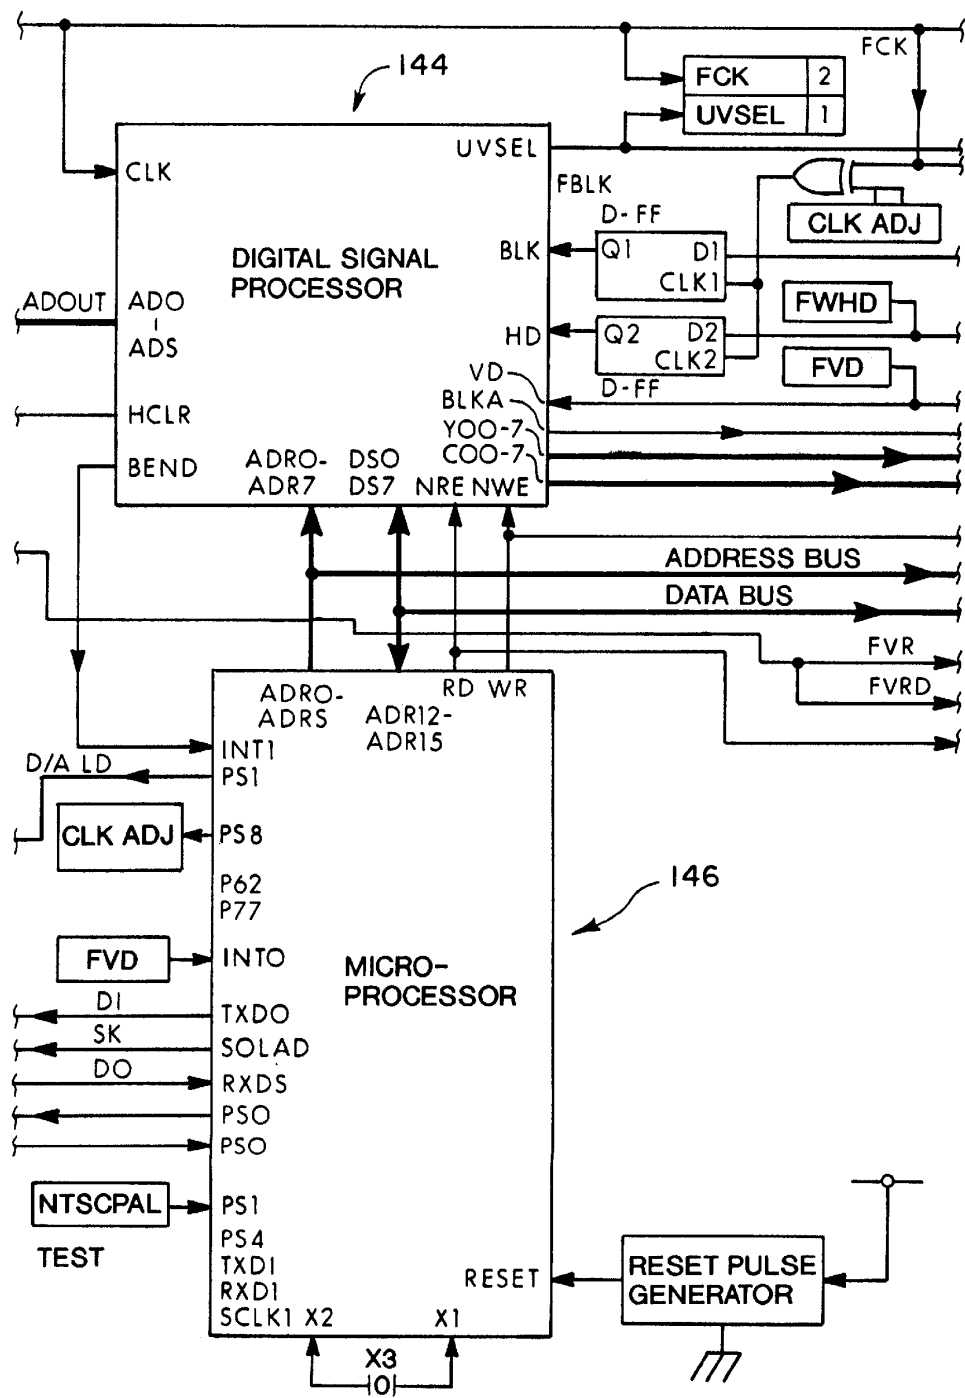 144
FCK
FCK 2
UVSEL 1
UVSEL
CLK
FBLK
D-FF
CLK ADJ
DIGITAL SIGNAL
PROCESSOR
BLK
Q1 D1
CLK1
ADOUT
ADO
ADS
FWHD
HD
Q2 D2
CLK2
VD
FVD
D-FF
BLKA
HCLR
YOO-7
COO-7
BEND
ADRO-
ADR7
DSO
DS7
NRE NWE
ADDRESS BUS
DATA BUS
FVR
FVRD
RD WR
ADRO-
ADRS
ADR12-
ADR15
INT1
D/A LD
PS1
CLK ADJ
PS8
146
P62
P77
FVD
INTO
MICRO-
PROCESSOR
DI
TXDO
SK
SOLAD
DO
RXDS
PSO
PSO
NTSCPAL
PS1
TEST
PS4
TXD1
RXD1
SCLK1 X2
X1
RESET
RESET PULSE
GENERATOR
X3